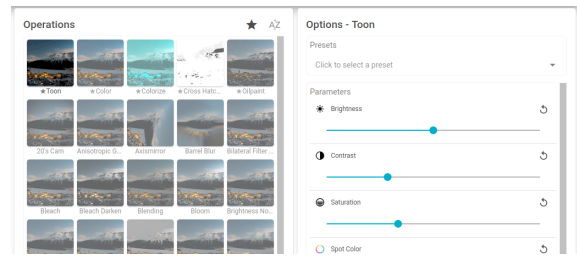 Operations
AZ
★ Toon
★ Color
★ Colorize
★ Cross Hatc...
★ Oilpaint
20's Cam
Anisotropic G...
Axismirror
Barrel Blur
Bilateral Filter ...
Bleach
Bleach Darken
Blending
Bloom
Brightness No...
Options - Toon
Presets
Click to select a preset
Parameters
Brightness
Contrast
Saturation
Spot Color